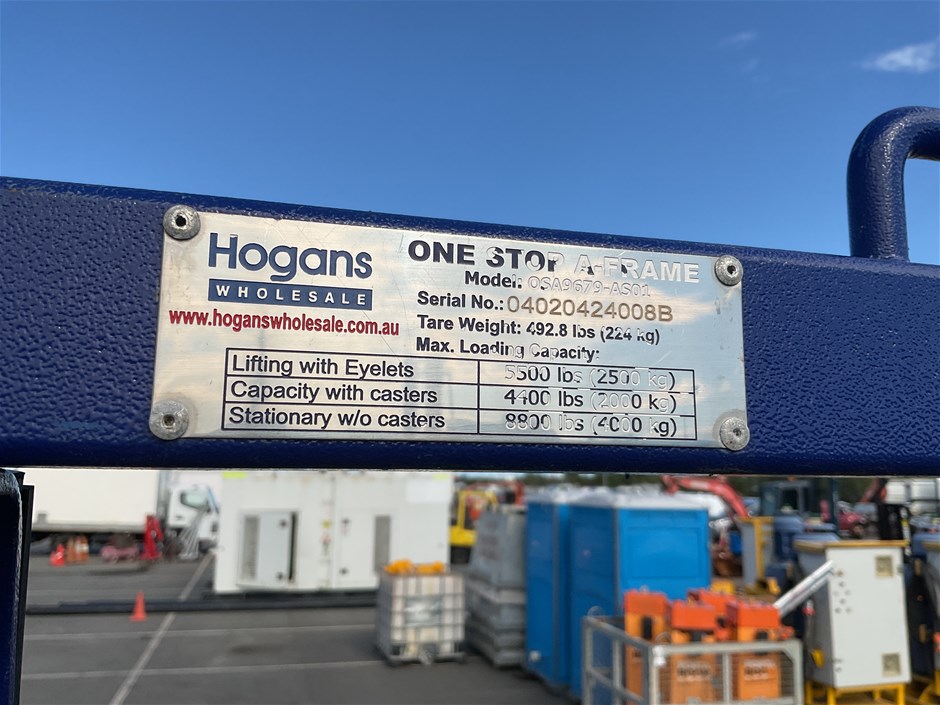 Hogans
WHOLESALE
www.hoganswholesale.com.au
ONE STOP A-FRAME
Model: OSA9679-AS01
Serial No.: 04020424008B
Tare Weight: 492.8 lbs (224 kg)
Max. Loading Capacity:
Lifting with Eyelets 5500 lbs (2500 kg)
Capacity with casters 4400 lbs (2000 kg)
Stationary w/o casters 8800 lbs (4000 kg)